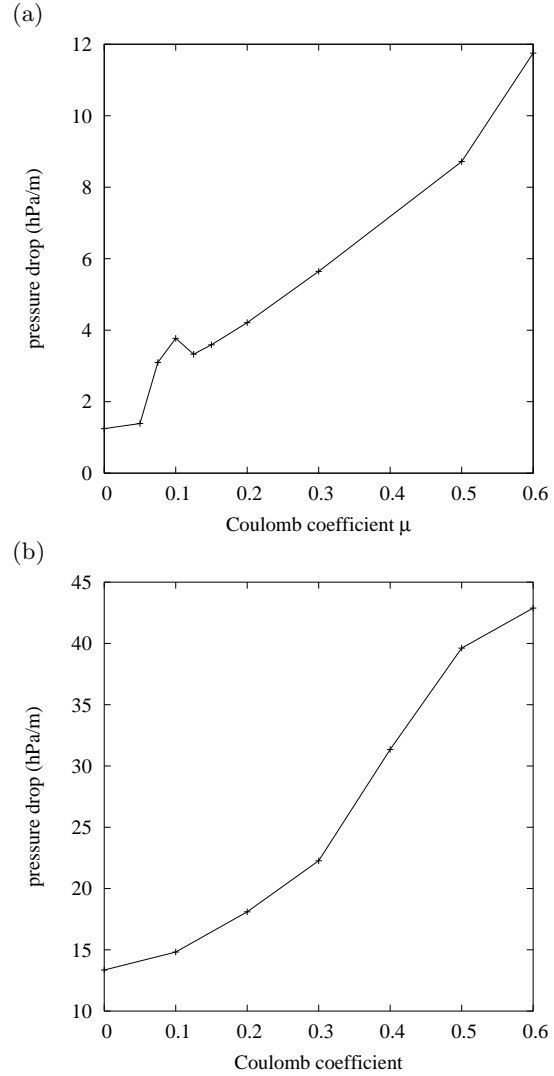 (a)
12
10
8
6
4
2
0
pressure drop (hPa/m)
0 0.1 0.2 0.3 0.4 0.5 0.6
Coulomb coefficient μ
(b)
45
40
35
30
25
20
15
10
pressure drop (hPa/m)
0 0.1 0.2 0.3 0.4 0.5 0.6
Coulomb coefficient